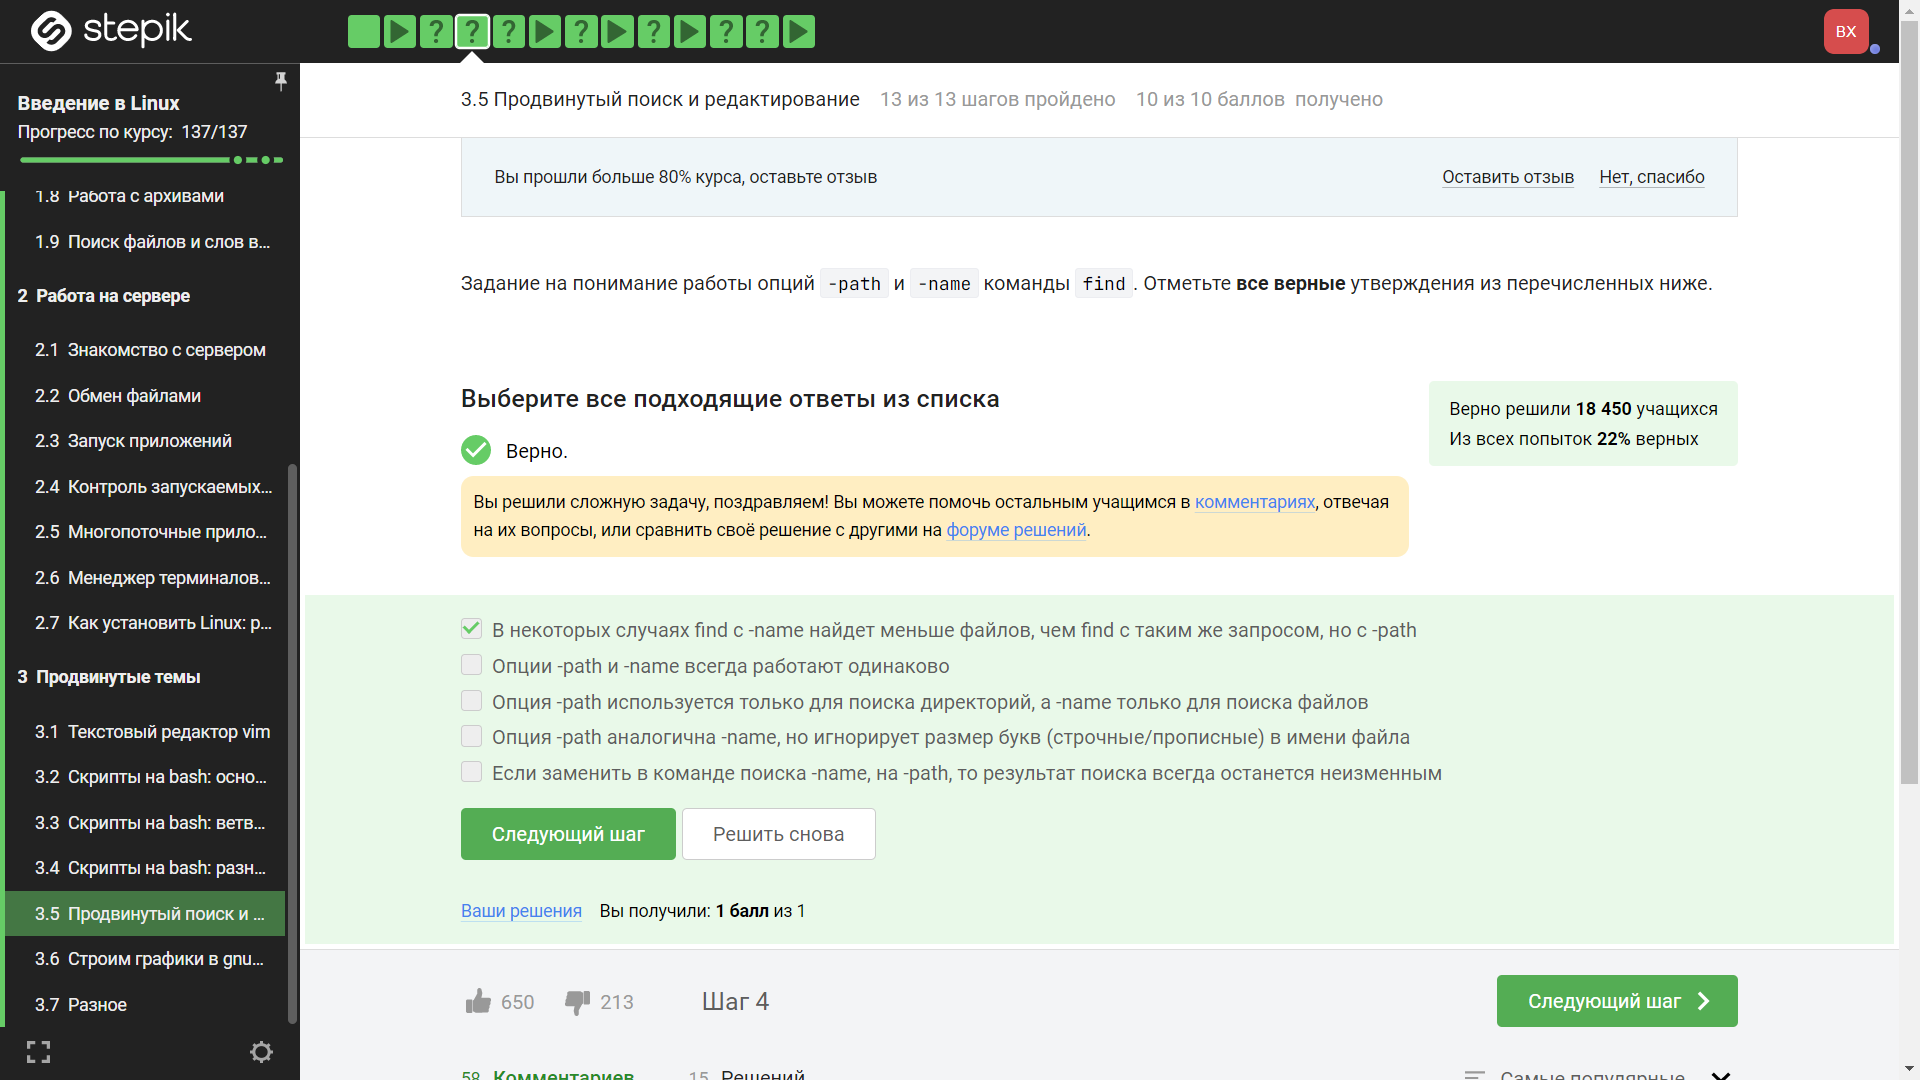 stepik
ВХ
Введение в Linux
Прогресс по курсу: 137/137
1.8 Работа с архивами
1.9 Поиск файлов и слов в...
2 Работа на сервере
2.1 Знакомство с сервером
2.2 Обмен файлами
2.3 Запуск приложений
2.4 Контроль запускаемых...
2.5 Многопоточные прило...
2.6 Менеджер терминалов...
2.7 Как установить Linux: р...
3 Продвинутые темы
3.1 Текстовый редактор vim
3.2 Скрипты на bash: осно...
3.3 Скрипты на bash: ветв...
3.4 Скрипты на bash: разн...
3.5 Продвинутый поиск и ...
3.6 Строим графики в gnu...
3.7 Разное
3.5 Продвинутый поиск и редактирование 13 из 13 шагов пройдено 10 из 10 баллов получено
Вы прошли больше 80% курса, оставьте отзыв Оставить отзыв Нет, спасибо
Задание на понимание работы опций -path и -name команды find. Отметьте все верные утверждения из перечисленных ниже.
Выберите все подходящие ответы из списка
Верно решили 18 450 учащихся
Из всех попыток 22% верных
Верно.
Вы решили сложную задачу, поздравляем! Вы можете помочь остальным учащимся в комментариях, отвечая
на их вопросы, или сравнить своё решение с другими на форуме решений.
В некоторых случаях find с -name найдет меньше файлов, чем find с таким же запросом, но с -path
Опции -path и -name всегда работают одинаково
Опция -path используется только для поиска директорий, а -name только для поиска файлов
Опция -path аналогична -name, но игнорирует размер букв (строчные/прописные) в имени файла
Если заменить в команде поиска -name, на -path, то результат поиска всегда останется неизменным
Следующий шаг Решить снова
Ваши решения Вы получили: 1 балл из 1
650 213 Шаг 4 Следующий шаг
58 Комментариев 15 Решений Самые популярные